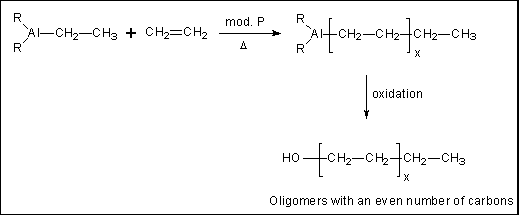 R
Al—CH₂—CH₃ + CH₂=CH₂
R
mod. P
Δ
R
Al—[—CH₂—CH₂—]ₓ—CH₂—CH₃
R
oxidation
HO—[—CH₂—CH₂—]ₓ—CH₂—CH₃
Oligomers with an even number of carbons